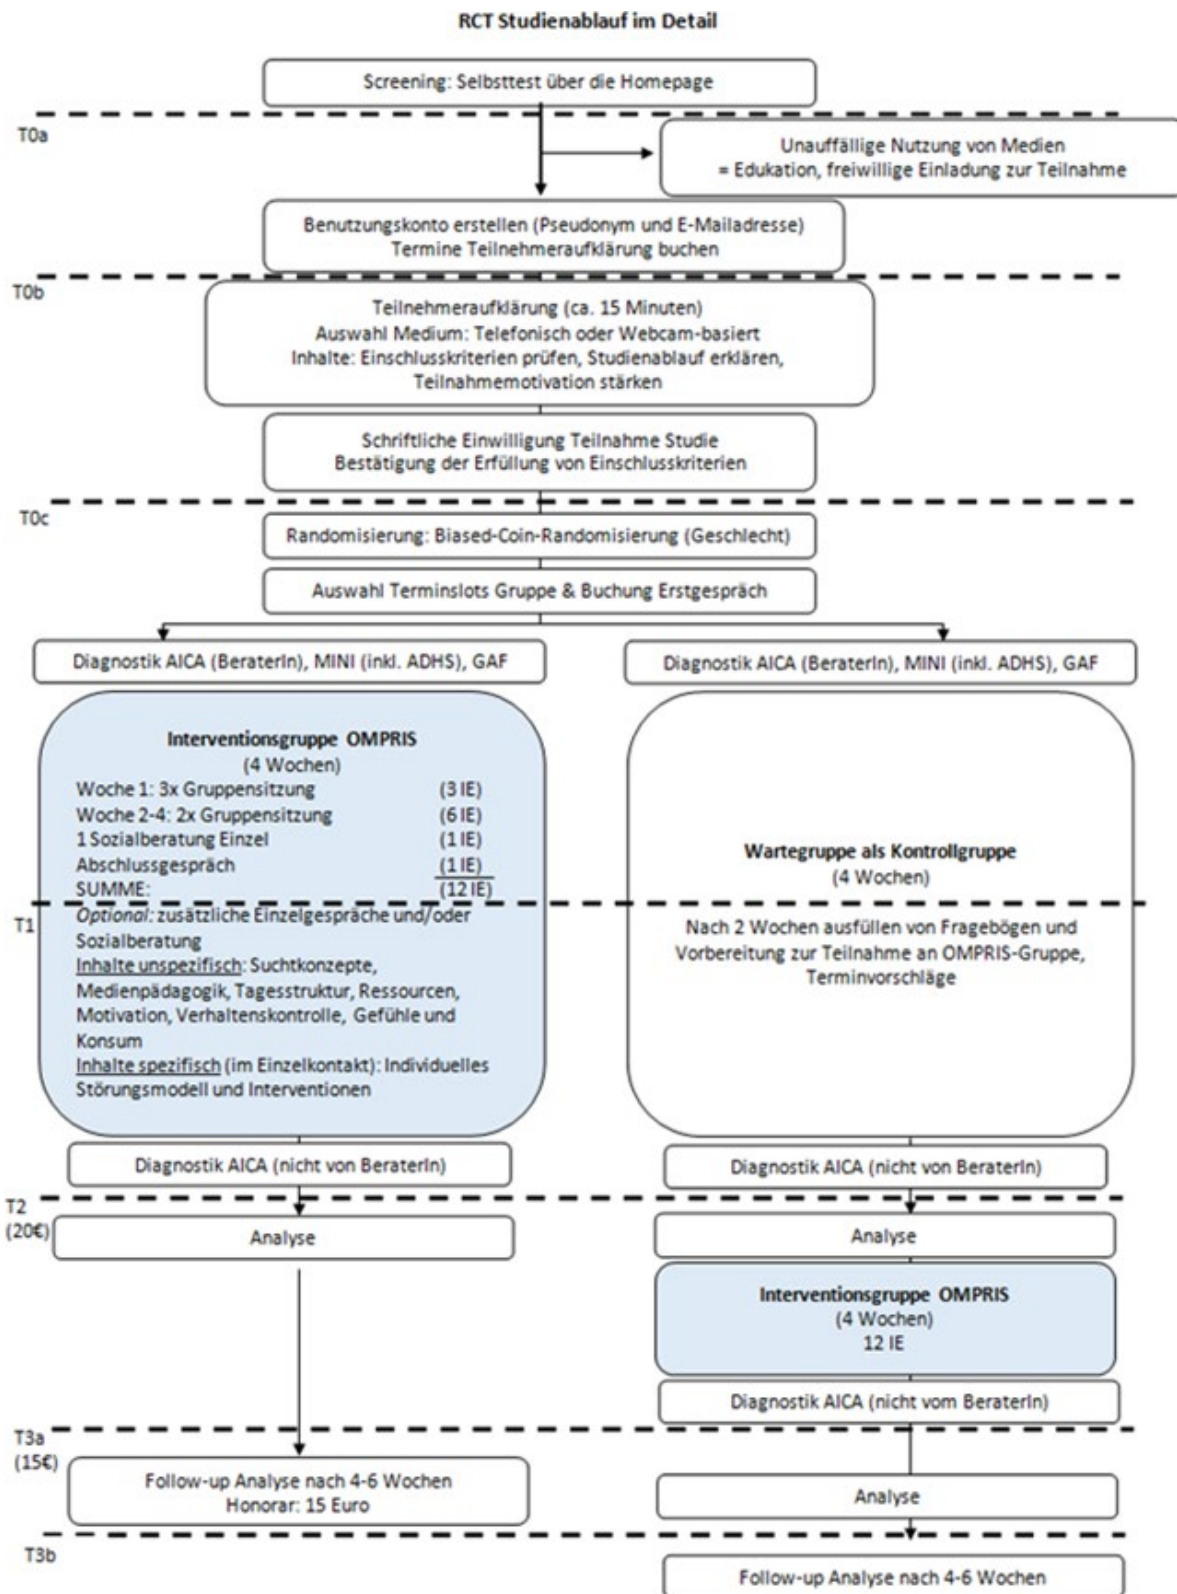 RCT Studienablauf im Detail
Screening: Selbsttest über die Homepage
T0a
Unauffällige Nutzung von Medien
= Edukation, freiwillige Einladung zur Teilnahme
Benutzungskonto erstellen (Pseudonym und E-Mailadresse)
Termine Teilnehmeraufklärung buchen
T0b
Teilnehmeraufklärung (ca. 15 Minuten)
Auswahl Medium: Telefonisch oder Webcam-basiert
Inhalte: Einschlusskriterien prüfen, Studienablauf erklären,
Teilnahmemotivation stärken
Schriftliche Einwilligung Teilnahme Studie
Bestätigung der Erfüllung von Einschlusskriterien
T0c
Randomisierung: Biased-Coin-Randomisierung (Geschlecht)
Auswahl Terminslots Gruppe & Buchung Erstgespräch
Diagnostik AICA (BeraterIn), MINI (inkl. ADHS), GAF
Diagnostik AICA (BeraterIn), MINI (inkl. ADHS), GAF
Interventionsgruppe OMPRIS
(4 Wochen)
Woche 1: 3x Gruppensitzung (3 IE)
Woche 2-4: 2x Gruppensitzung (6 IE)
1 Sozialberatung Einzel (1 IE)
Abschlussgespräch (1 IE)
SUMME: (12 IE)
Optional: zusätzliche Einzelgespräche und/oder
Sozialberatung
Inhalte unspezifisch: Suchtkonzepte,
Medienpädagogik, Tagesstruktur, Ressourcen,
Motivation, Verhaltenskontrolle, Gefühle und
Konsum
Inhalte spezifisch (im Einzelkontakt): Individuelles
Störungsmodell und Interventionen
Wartegruppe als Kontrollgruppe
(4 Wochen)
T1
Nach 2 Wochen ausfüllen von Fragebögen und
Vorbereitung zur Teilnahme an OMPRIS-Gruppe,
Terminvorschläge
Diagnostik AICA (nicht von BeraterIn)
Diagnostik AICA (nicht von BeraterIn)
T2
(20€)
Analyse
Analyse
Interventionsgruppe OMPRIS
(4 Wochen)
12 IE
Diagnostik AICA (nicht vom BeraterIn)
T3a
(15€)
Follow-up Analyse nach 4-6 Wochen
Honorar: 15 Euro
Analyse
T3b
Follow-up Analyse nach 4-6 Wochen